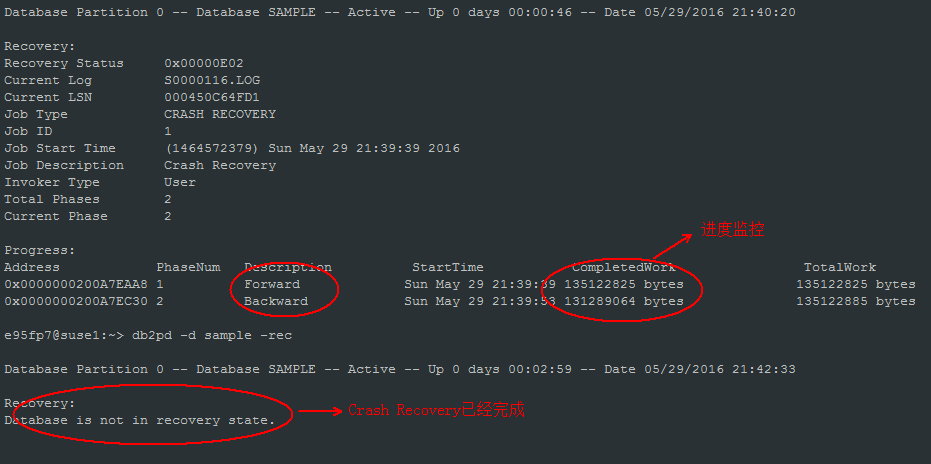 Database Partition 0 -- Database SAMPLE -- Active -- Up 0 days 00:00:46 -- Date 05/29/2016 21:40:20
Recovery:
Recovery Status     0x00000E02
Current Log         S0000116.LOG
Current LSN         000450C64FD1
Job Type            CRASH RECOVERY
Job ID              1
Job Start Time      (1464572379) Sun May 29 21:39:39 2016
Job Description     Crash Recovery
Invoker Type        User
Total Phases        2
Current Phase       2
进度监控
Progress:
Address            PhaseNum   Description          StartTime           CompletedWork                TotalWork
0x0000000200A7EAA8 1          Forward             Sun May 29 21:39:39 135122825 bytes              135122825 bytes
0x0000000200A7EC30 2          Backward            Sun May 29 21:39:53 131289064 bytes              135122885 bytes
e95fp7@suse1:~> db2pd -d sample -rec
Database Partition 0 -- Database SAMPLE -- Active -- Up 0 days 00:02:59 -- Date 05/29/2016 21:42:33
Recovery:
Crash Recovery已经完成
Database is not in recovery state.